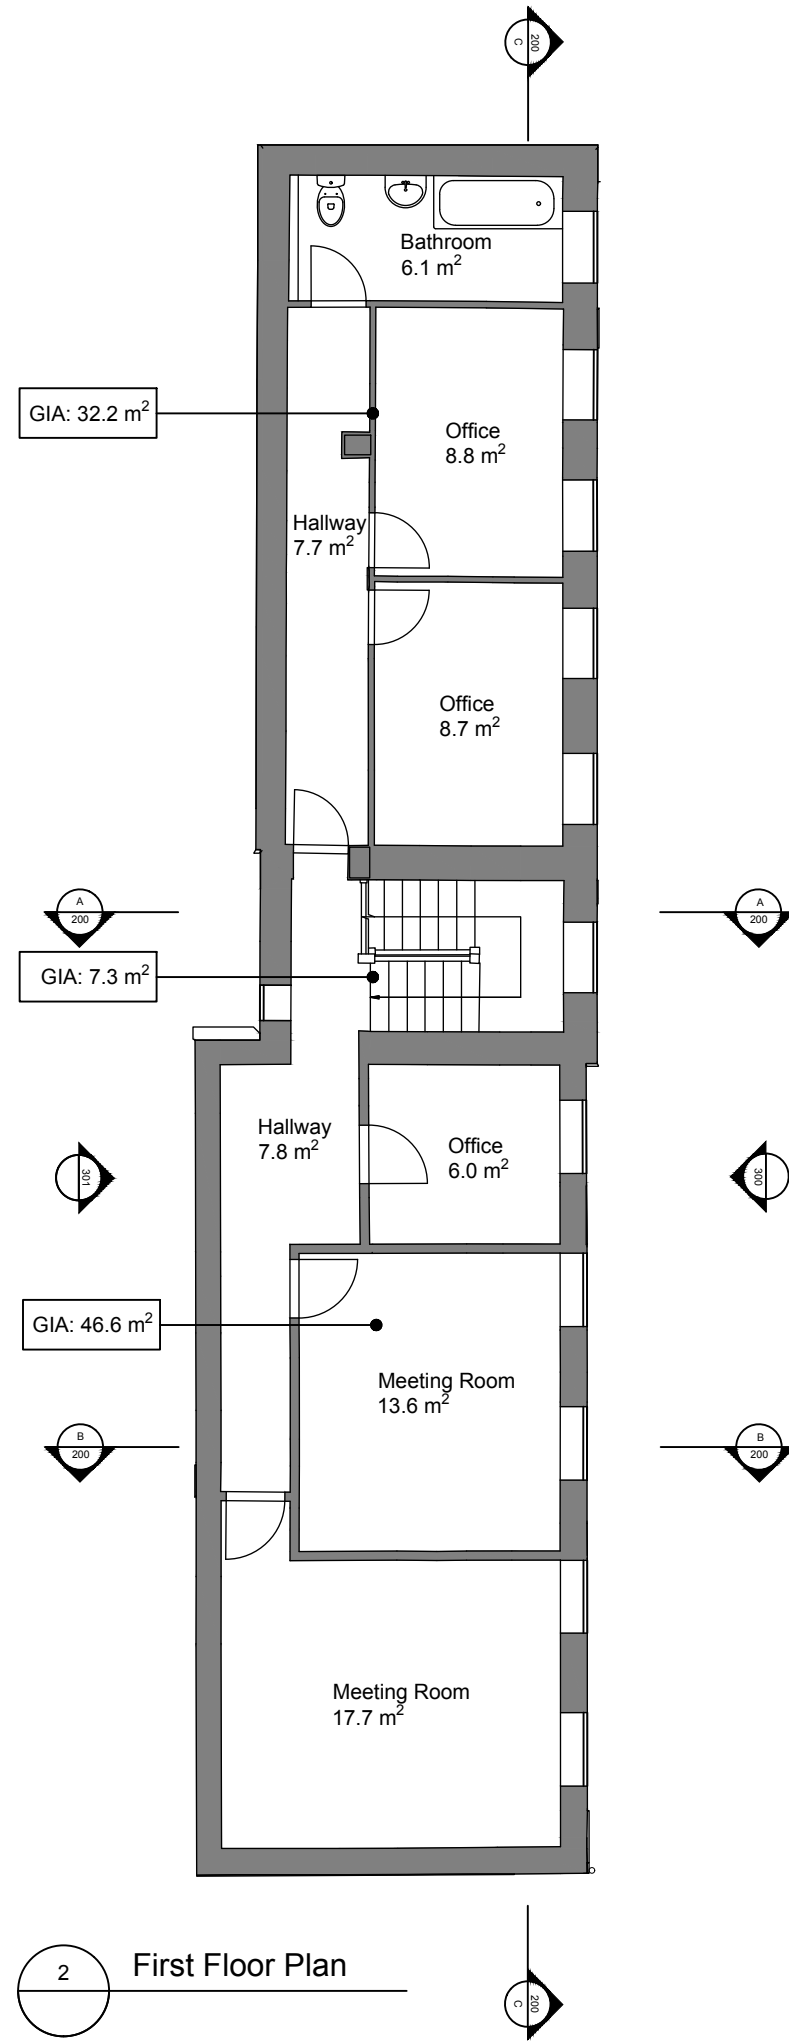 C
200
Bathroom
6.1 m²
GIA: 32.2 m²
Office
8.8 m²
Hallway
7.7 m²
Office
8.7 m²
A
200
A
200
GIA: 7.3 m²
Hallway
7.8 m²
Office
6.0 m²
301
300
GIA: 46.6 m²
Meeting Room
13.6 m²
B
200
B
200
Meeting Room
17.7 m²
2
First Floor Plan
C
200